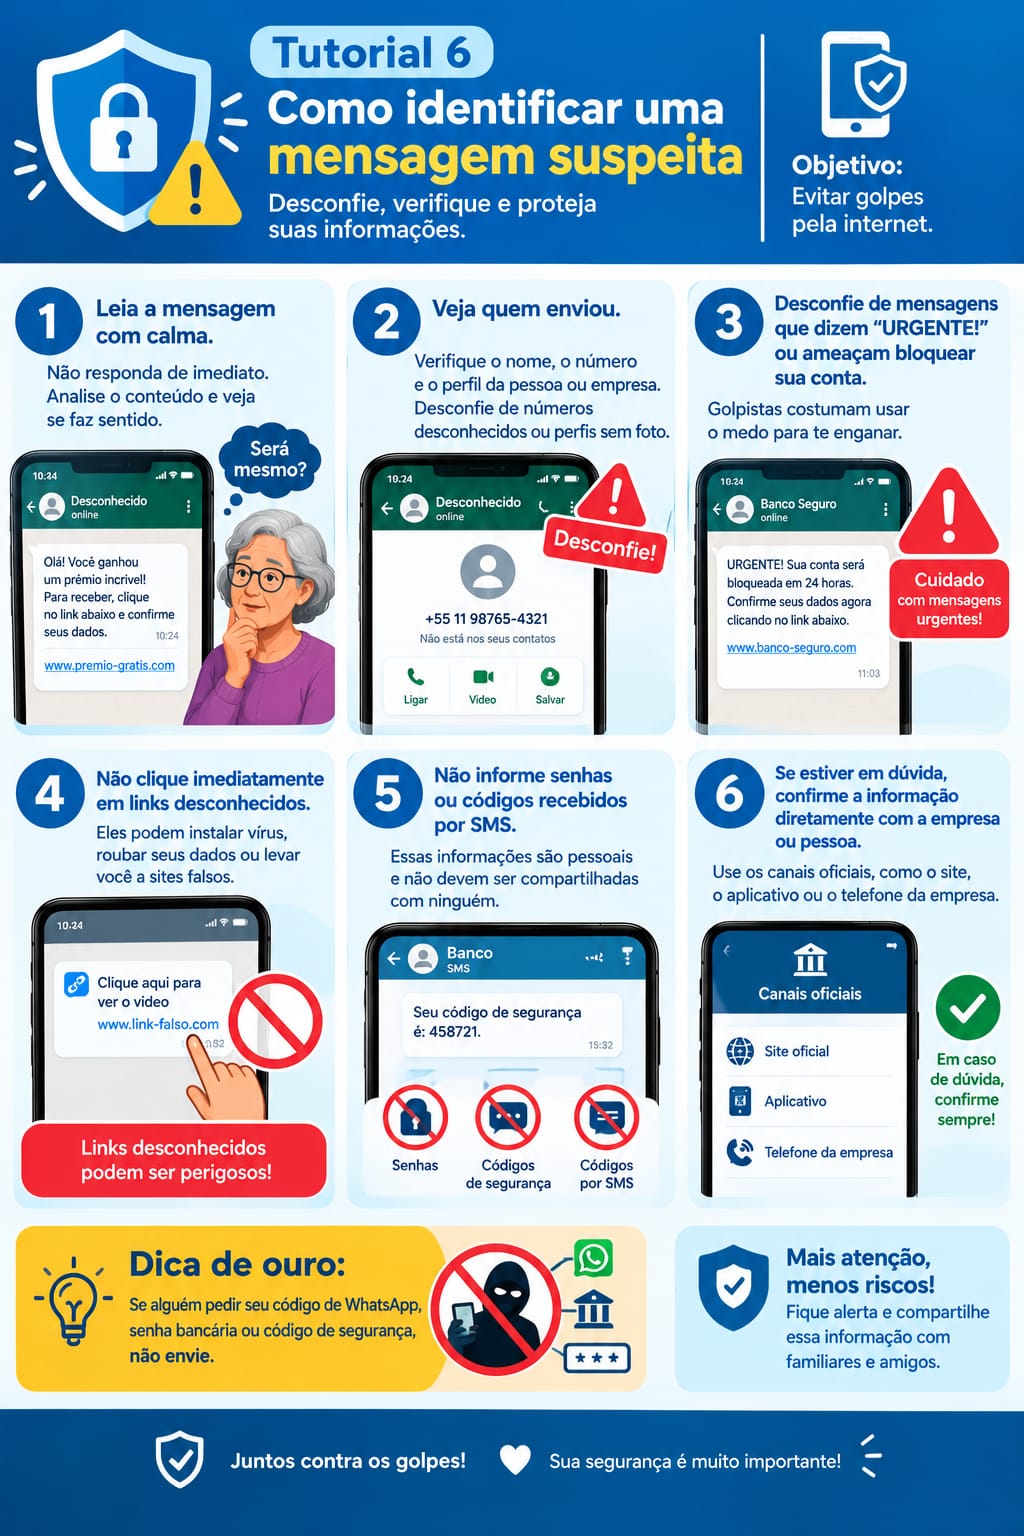 Tutorial 6
Como identificar uma
mensagem suspeita
Desconfie, verifique e proteja
suas informações.
Objetivo:
Evitar golpes
pela internet.
1
Leia a mensagem
com calma.
Não responda de imediato.
Analise o conteúdo e veja
se faz sentido.
Será
mesmo?
10:24
Desconhecido
online
Olá! Você ganhou
um prémio incrivel!
Para receber, clique
no link abaixo e confirme
seus dados.
10:24
www.premio-gratis.com
2
Veja quem enviou.
Verifique o nome, o número
e o perfil da pessoa ou empresa.
Desconfie de números
desconhecidos ou perfis sem foto.
10.24
Desconhecido
online
Desconfie!
+55 11 98765-4321
Não está nos seus contatos
Ligar
Video
Salvar
3
Desconfie de mensagens
que dizem “URGENTE!”
ou ameaçam bloquear
sua conta.
Golpistas costumam usar
o medo para te enganar.
10:24
Banco Seguro
online
URGENTE! Sua conta será
bloqueada em 24 horas.
Confirme seus dados agora
clicando no link abaixo.
www.banco-seguro.com
11:03
Cuidado
com mensagens
urgentes!
4
Não clique imediatamente
em links desconhecidos.
Eles podem instalar vírus,
roubar seus dados ou levar
você a sites falsos.
10.24
Clique aqui para
ver o video
www.link-falso.com
Links desconhecidos
podem ser perigosos!
5
Não informe senhas
ou códigos recebidos
por SMS.
Essas informações são pessoais
e não devem ser compartilhadas
com ninguém.
Banco
SMS
Seu código de segurança
é: 458721.
15:32
Senhas
Códigos
de segurança
Códigos
por SMS
6
Se estiver em dúvida,
confirme a informação
diretamente com a empresa
ou pessoa.
Use os canais oficiais, como o site,
o aplicativo ou o telefone da empresa.
Canais oficiais
Site oficial
Aplicativo
Telefone da empresa
Em caso
de dúvida,
confirme
sempre!
Dica de ouro:
Se alguém pedir seu código de WhatsApp,
senha bancária ou código de segurança,
não envie.
***
Mais atenção,
menos riscos!
Fique alerta e compartilhe
essa informação com
familiares e amigos.
Juntos contra os golpes!
Sua segurança é muito importante!